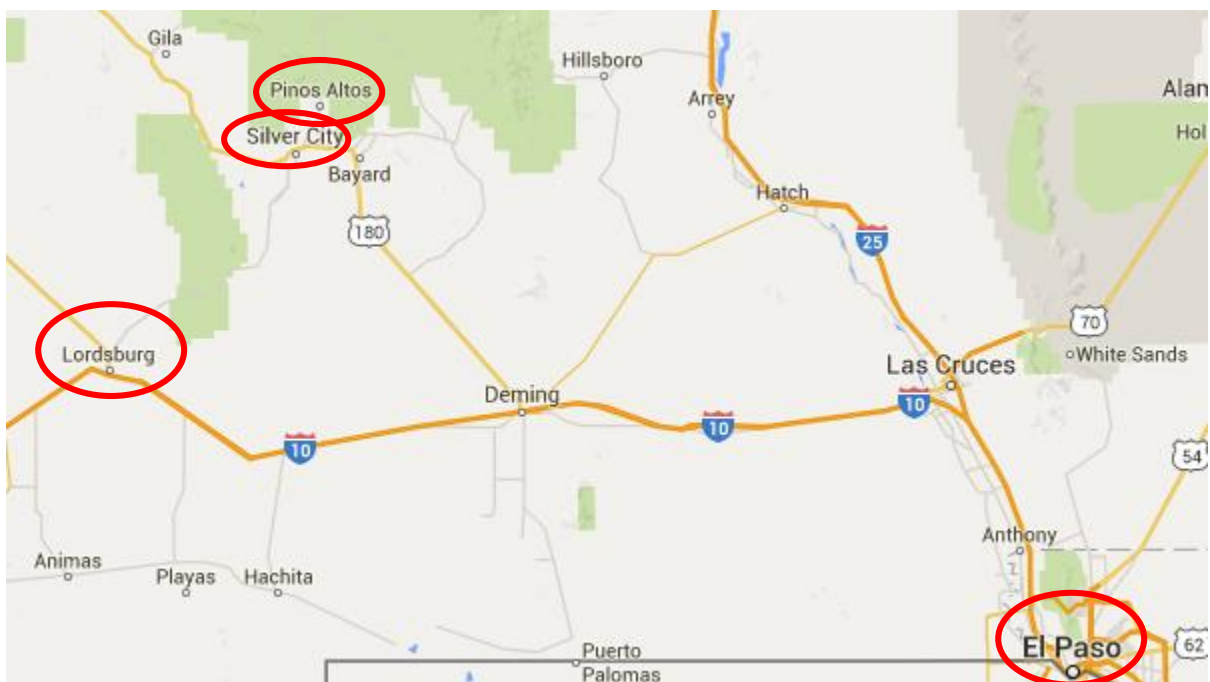 Gila
Hillsboro
Pinos Altos
Alam
Arrey
Silver City
Hol
Bayard
Hatch
180
25
70
Lordsburg
White Sands
Las Cruces
Deming
10
10
10
54
Anthony
Animas
Playas
Hachita
Puerto
Palomas
El Paso
62